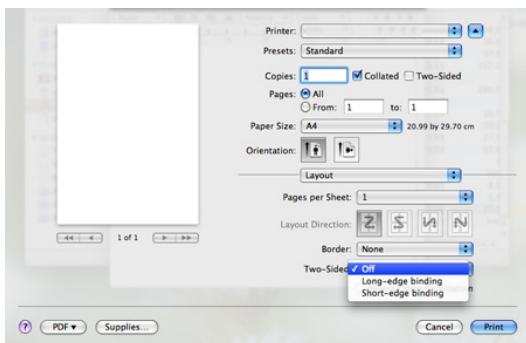 Printer:
Presets: Standard
Copies: 1 Collated Two-Sided
Pages: All
From: 1 to: 1
Paper Size: A4 20.99 by 29.70 cm
Orientation:
Layout
Pages per Sheet: 1
Layout Direction:
1 of 1
Border: None
Two-Sided Off
Long-edge binding
Short-edge binding
? PDF Supplies... Cancel Print